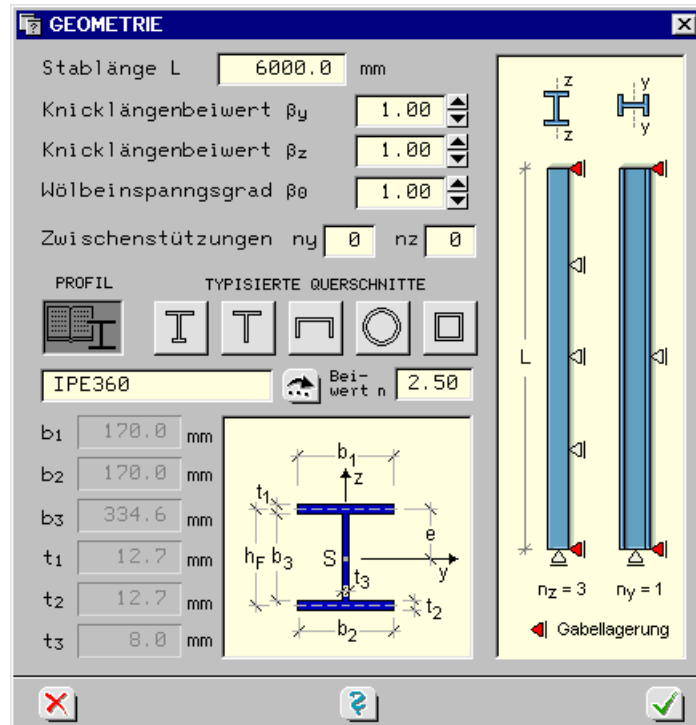 GEOMETRIE
Stablänge L 6000.0 mm
Knicklängenbeiwert βy 1.00
Knicklängenbeiwert βz 1.00
Wölbeinspanngsgrad βθ 1.00
Zwischenstützungen ny 0 nz 0
PROFIL TYPISIERTE QUERSCHNITTE
IPE360 Bei-
wert n 2.50
b1 170.0 mm
b2 170.0 mm
b3 334.6 mm
t1 12.7 mm
t2 12.7 mm
t3 8.0 mm
b1
z
t1
e
hF b3 S y
t3
t2
b2
z y
z y
L
nz = 3 ny = 1
Gabellagerung